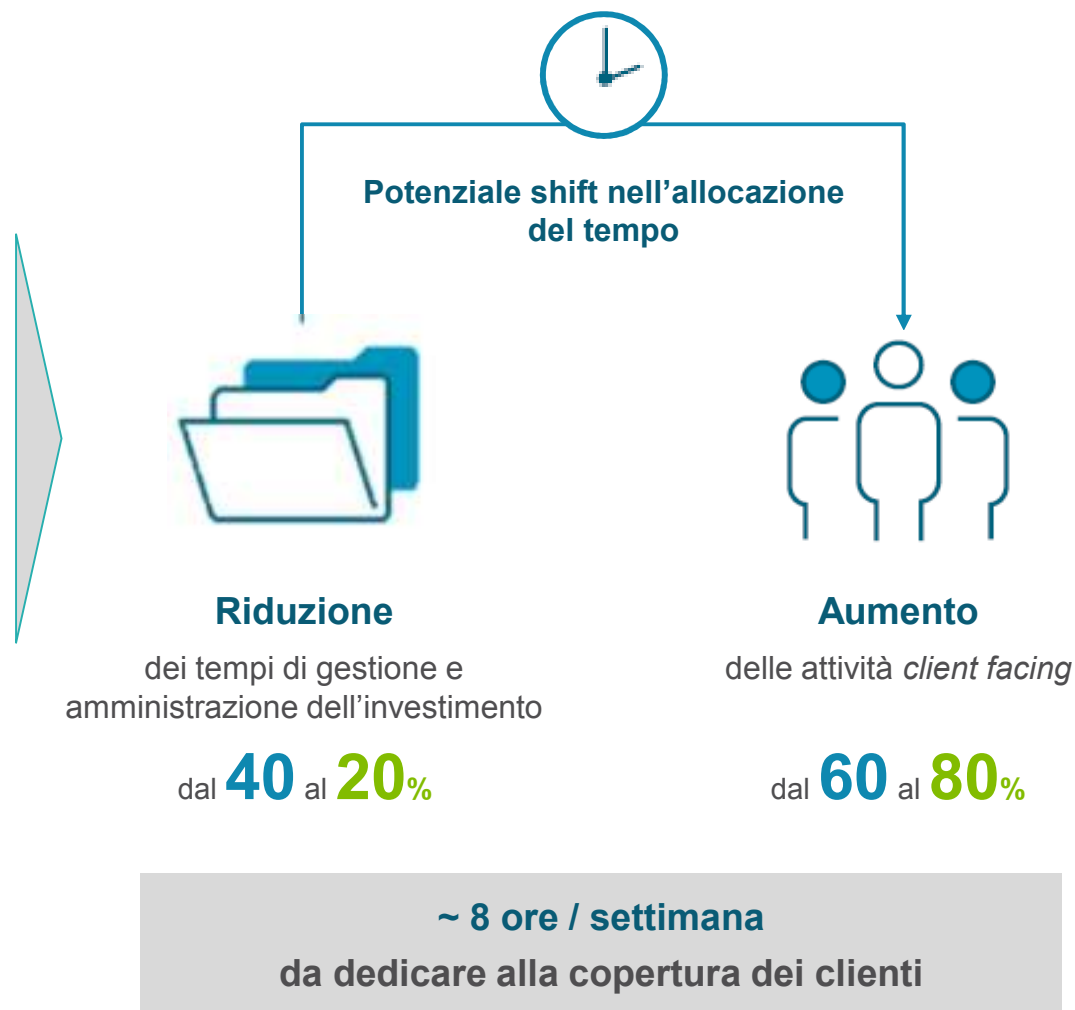 Potenziale shift nell’allocazione
del tempo
Riduzione
dei tempi di gestione e
amministrazione dell’investimento
dal 40 al 20%
Aumento
delle attività client facing
dal 60 al 80%
~ 8 ore / settimana
da dedicare alla copertura dei clienti